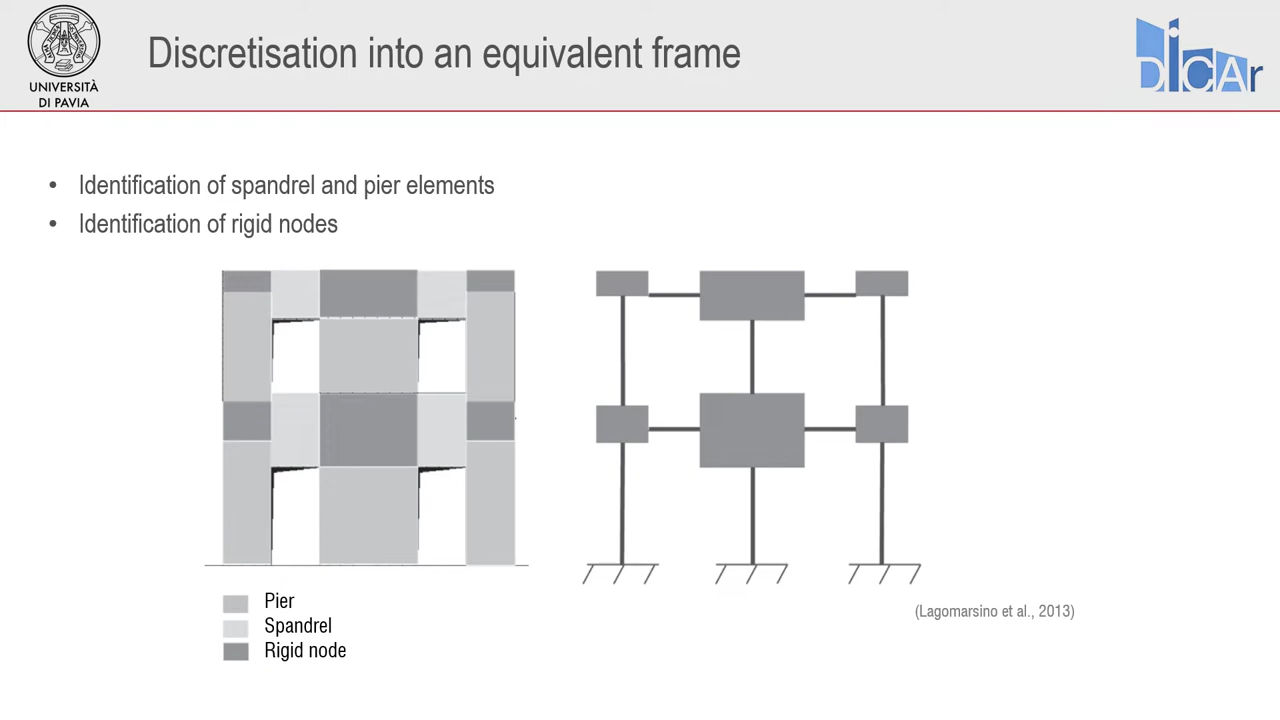 Discretisation into an equivalent frame
UNIVERSITÀ
DI PAVIA
DICAr
• Identification of spandrel and pier elements
• Identification of rigid nodes
Pier
Spandrel
Rigid node
(Lagomarsino et al., 2013)